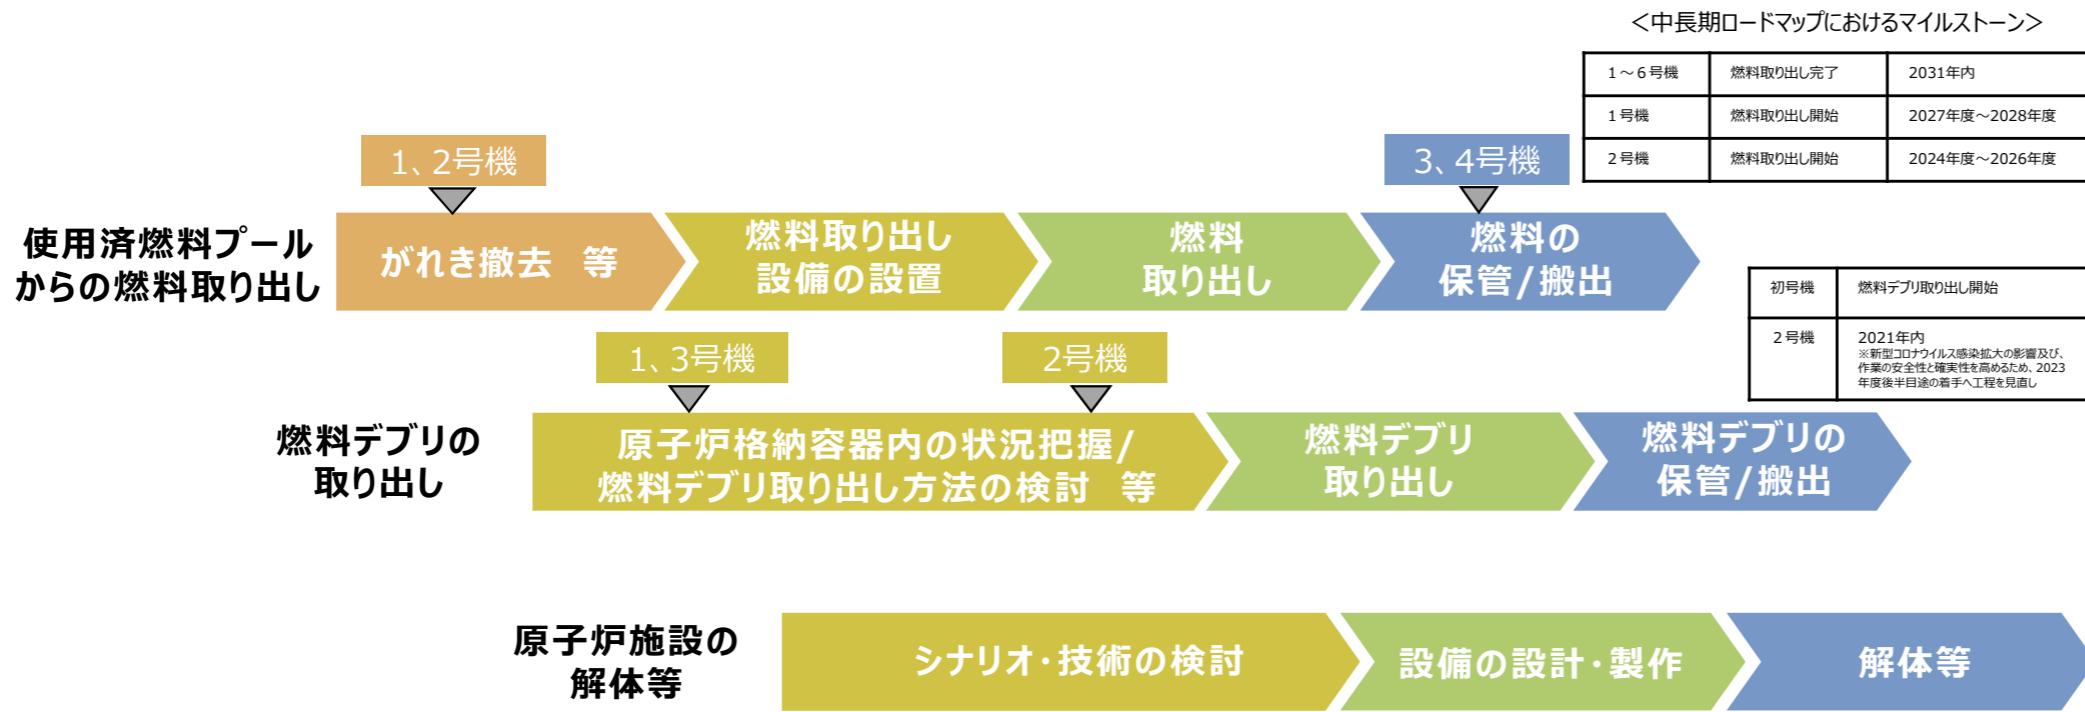 ＜中長期ロードマップにおけるマイルストーン＞
1～6号機 燃料取り出し完了 2031年内
1号機 燃料取り出し開始 2027年度～2028年度
2号機 燃料取り出し開始 2024年度～2026年度
1、2号機
3、4号機
使用済燃料プール
からの燃料取り出し
がれき撤去　等
燃料取り出し
設備の設置
燃料
取り出し
燃料の
保管/搬出
初号機 燃料デブリ取り出し開始
2号機 2021年内
※新型コロナウイルス感染拡大の影響及び、
作業の安全性と確実性を高めるため、2023
年度後半目途の着手へ工程を見直し
1、3号機
2号機
燃料デブリの
取り出し
原子炉格納容器内の状況把握/
燃料デブリ取り出し方法の検討　等
燃料デブリ
取り出し
燃料デブリの
保管/搬出
原子炉施設の
解体等
シナリオ・技術の検討
設備の設計・製作
解体等